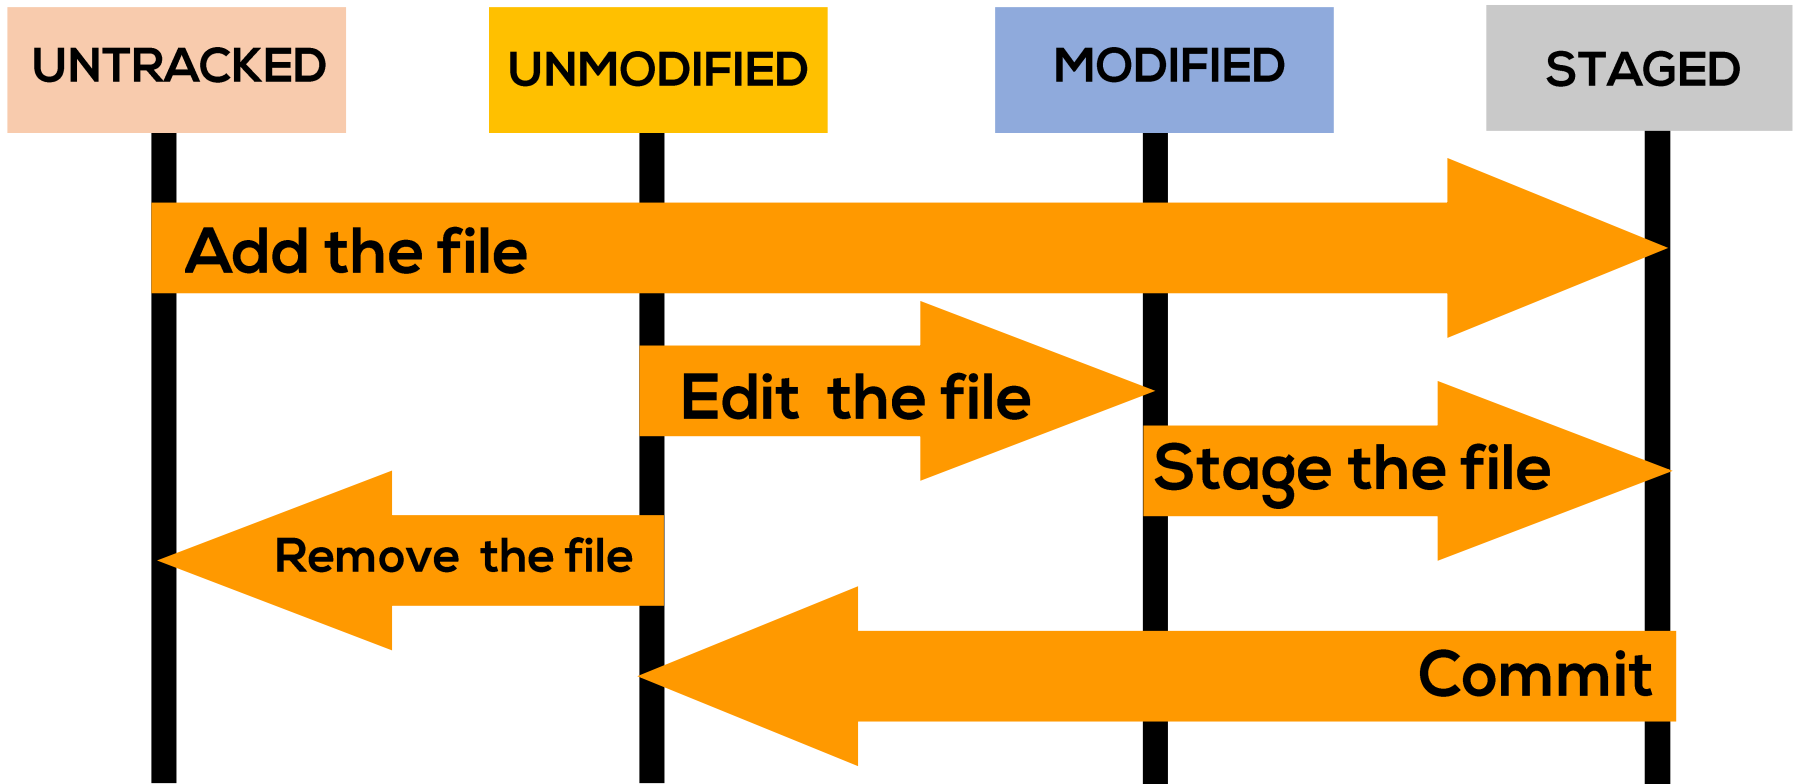 UNTRACKED
UNMODIFIED
MODIFIED
STAGED
Add the file
Edit  the file
Stage the file
Remove  the file
Commit